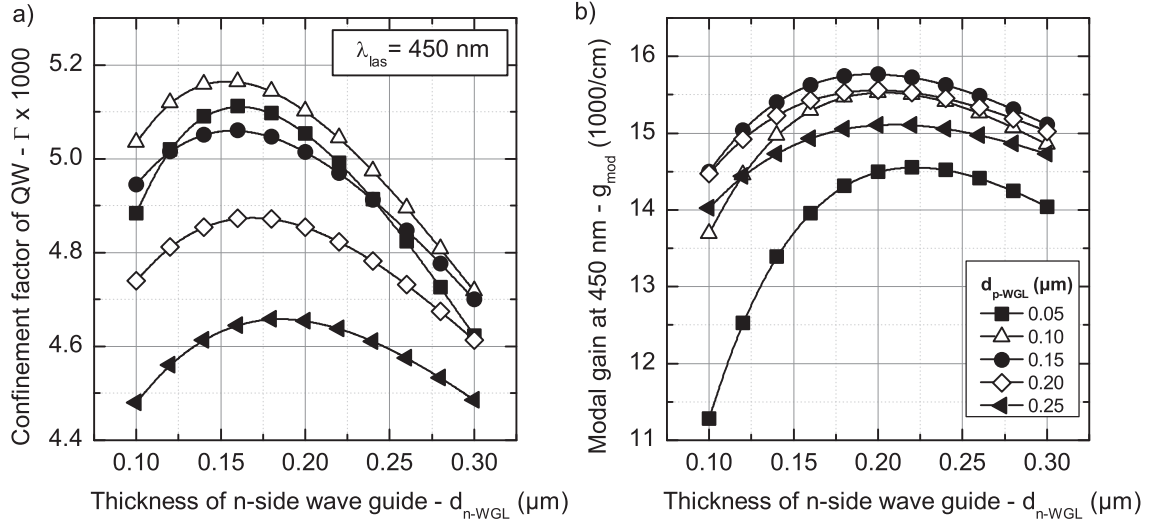 a)
λlas= 450 nm
Confinement factor of QW - Γ x 1000
5.2
5.0
4.8
4.6
4.4
0.10 0.15 0.20 0.25 0.30
Thickness of n-side wave guide - dn-WGL (µm)
b)
Modal gain at 450 nm - gmod (1000/cm)
16
15
14
13
12
11
dp-WGL (µm)
0.05
0.10
0.15
0.20
0.25
0.10 0.15 0.20 0.25 0.30
Thickness of n-side wave guide - dn-WGL (µm)